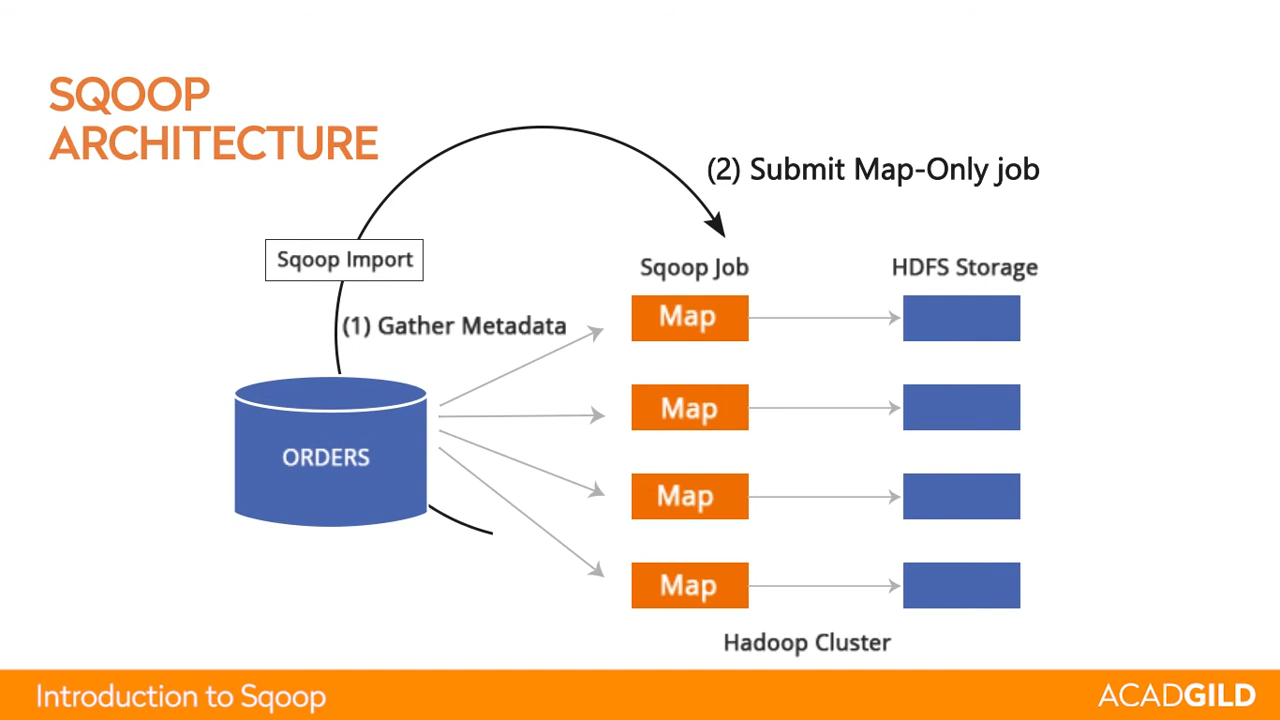 SQOOP
ARCHITECTURE
(2) Submit Map-Only job
Sqoop Import
Sqoop Job
HDFS Storage
(1) Gather Metadata
Map
Map
ORDERS
Map
Map
Hadoop Cluster
Introduction to Sqoop
ACADGILD